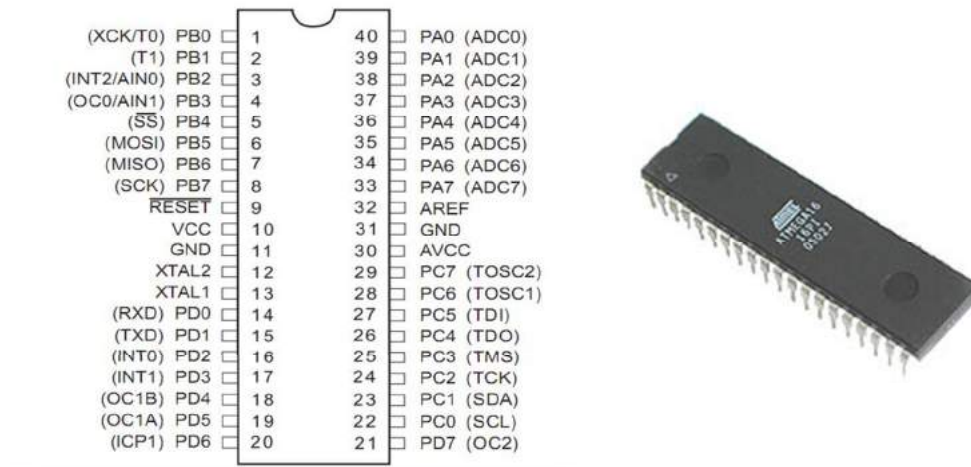 (XCK/T0) PB0 1 40 PA0 (ADC0)
(T1) PB1 2 39 PA1 (ADC1)
(INT2/AIN0) PB2 3 38 PA2 (ADC2)
(OC0/AIN1) PB3 4 37 PA3 (ADC3)
(SS) PB4 5 36 PA4 (ADC4)
(MOSI) PB5 6 35 PA5 (ADC5)
(MISO) PB6 7 34 PA6 (ADC6)
(SCK) PB7 8 33 PA7 (ADC7)
RESET 9 32 AREF
VCC 10 31 GND
GND 11 30 AVCC
XTAL2 12 29 PC7 (TOSC2)
XTAL1 13 28 PC6 (TOSC1)
(RXD) PD0 14 27 PC5 (TDI)
(TXD) PD1 15 26 PC4 (TDO)
(INT0) PD2 16 25 PC3 (TMS)
(INT1) PD3 17 24 PC2 (TCK)
(OC1B) PD4 18 23 PC1 (SDA)
(OC1A) PD5 19 22 PC0 (SCL)
(ICP1) PD6 20 21 PD7 (OC2)
ATMEL
ATMEGA16
16PI
0502J